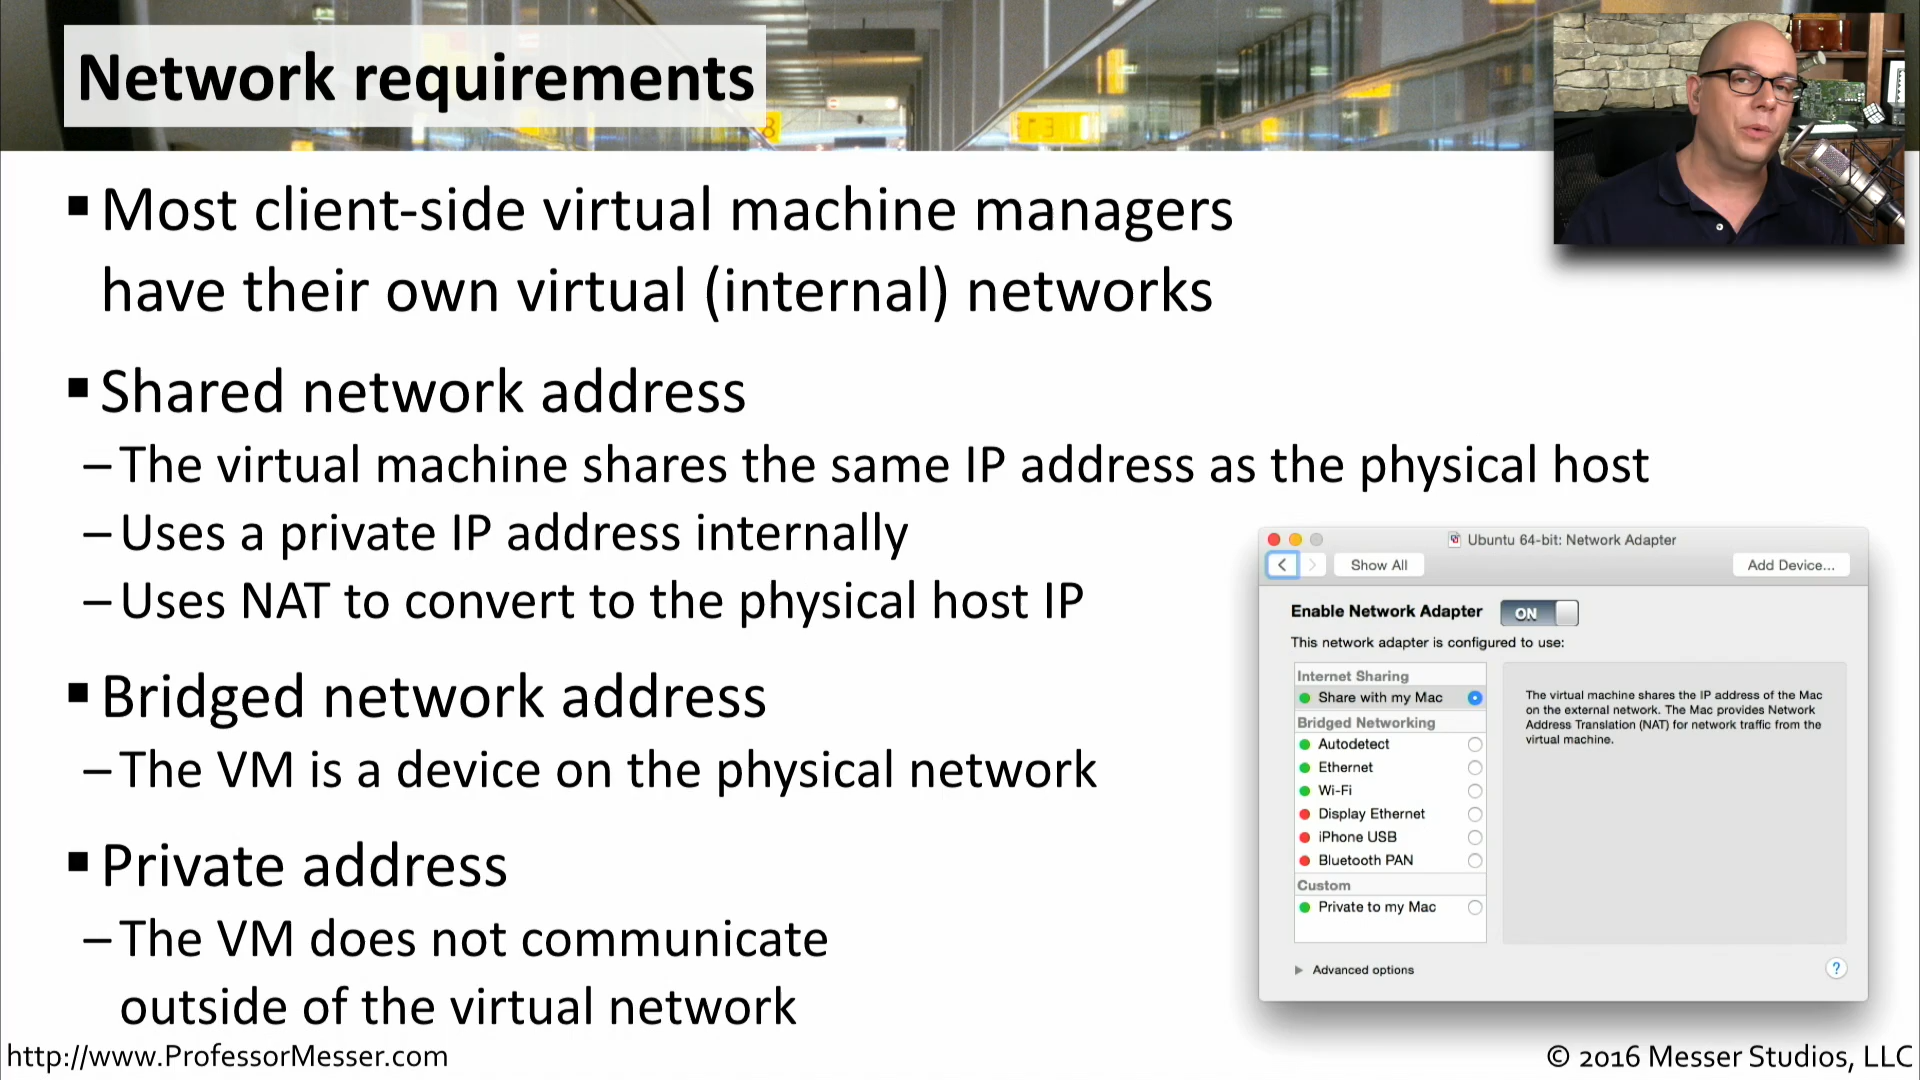 Network requirements
▪ Most client-side virtual machine managers
have their own virtual (internal) networks
▪ Shared network address
– The virtual machine shares the same IP address as the physical host
– Uses a private IP address internally
– Uses NAT to convert to the physical host IP
▪ Bridged network address
– The VM is a device on the physical network
▪ Private address
– The VM does not communicate
outside of the virtual network
Ubuntu 64-bit: Network Adapter
Show All
Add Device...
Enable Network Adapter ON
This network adapter is configured to use:
Internet Sharing
Share with my Mac
Bridged Networking
Autodetect
Ethernet
Wi-Fi
Display Ethernet
iPhone USB
Bluetooth PAN
Custom
Private to my Mac
The virtual machine shares the IP address of the Mac
on the external network. The Mac provides Network
Address Translation (NAT) for network traffic from the
virtual machine.
Advanced options
?
http://www.ProfessorMesser.com
© 2016 Messer Studios, LLC